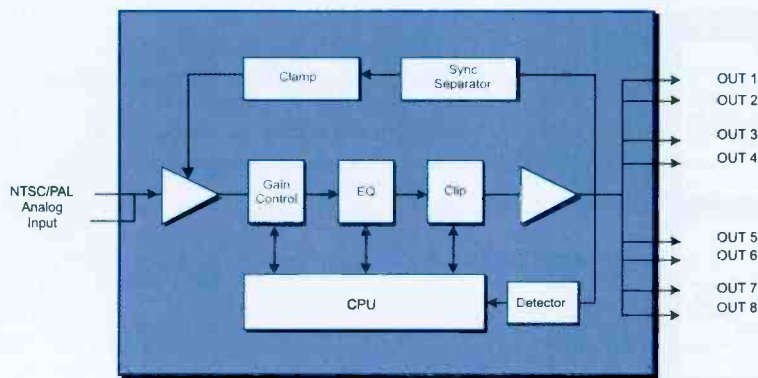 Clamp
Sync
Separator
OUT 1
OUT 2
OUT 3
OUT 4
NTSC/PAL
Analog
Input
Gain
Control
EQ
Clip
OUT 5
OUT 6
CPU
Detector
OUT 7
OUT 8